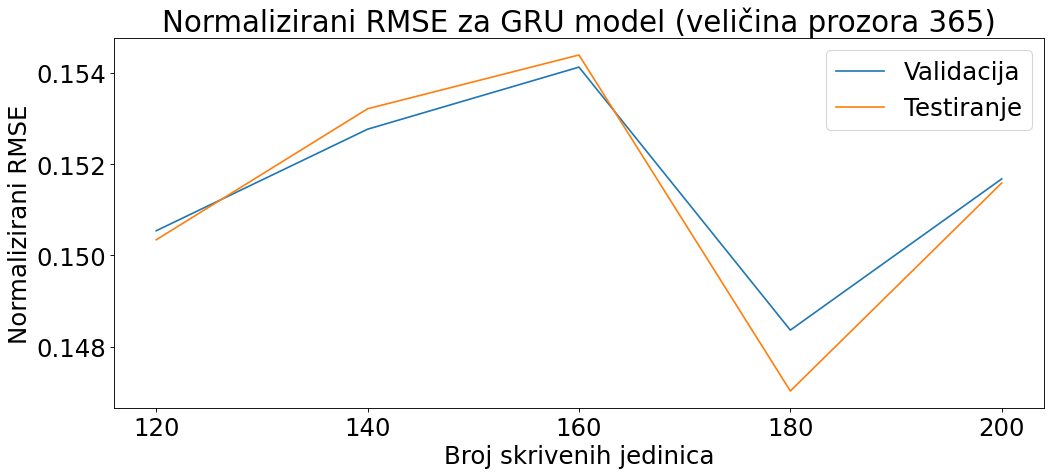 Normalizirani RMSE za GRU model (veličina prozora 365)
Validacija
Testiranje
Normalizirani RMSE
0.154
0.152
0.150
0.148
120 140 160 180 200
Broj skrivenih jedinica